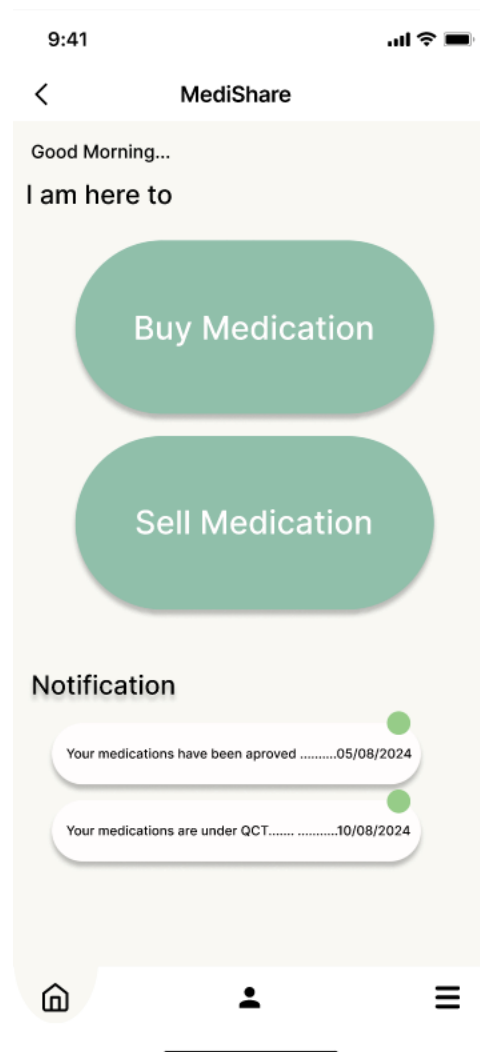 9:41
MediShare
Good Morning...
I am here to
Buy Medication
Sell Medication
Notification
Your medications have been aproved ..........05/08/2024
Your medications are under QCT....... ...........10/08/2024